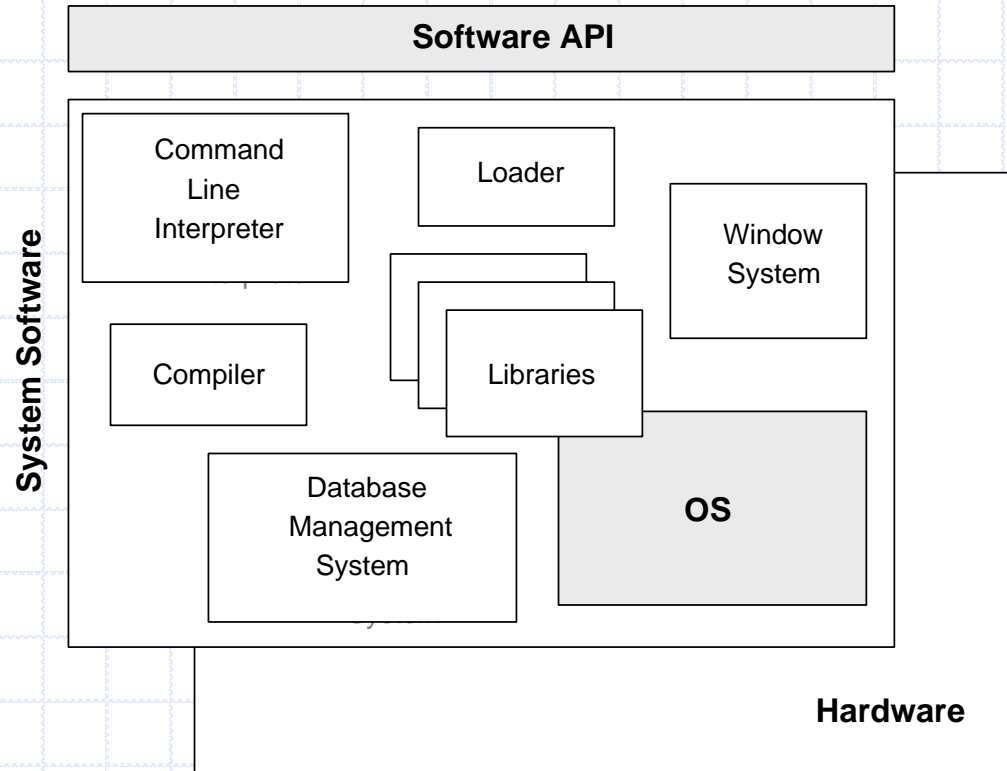 Software API
System Software
Command
Line
Interpreter
Loader
Window
System
Compiler
Libraries
Database
Management
System
OS
Hardware